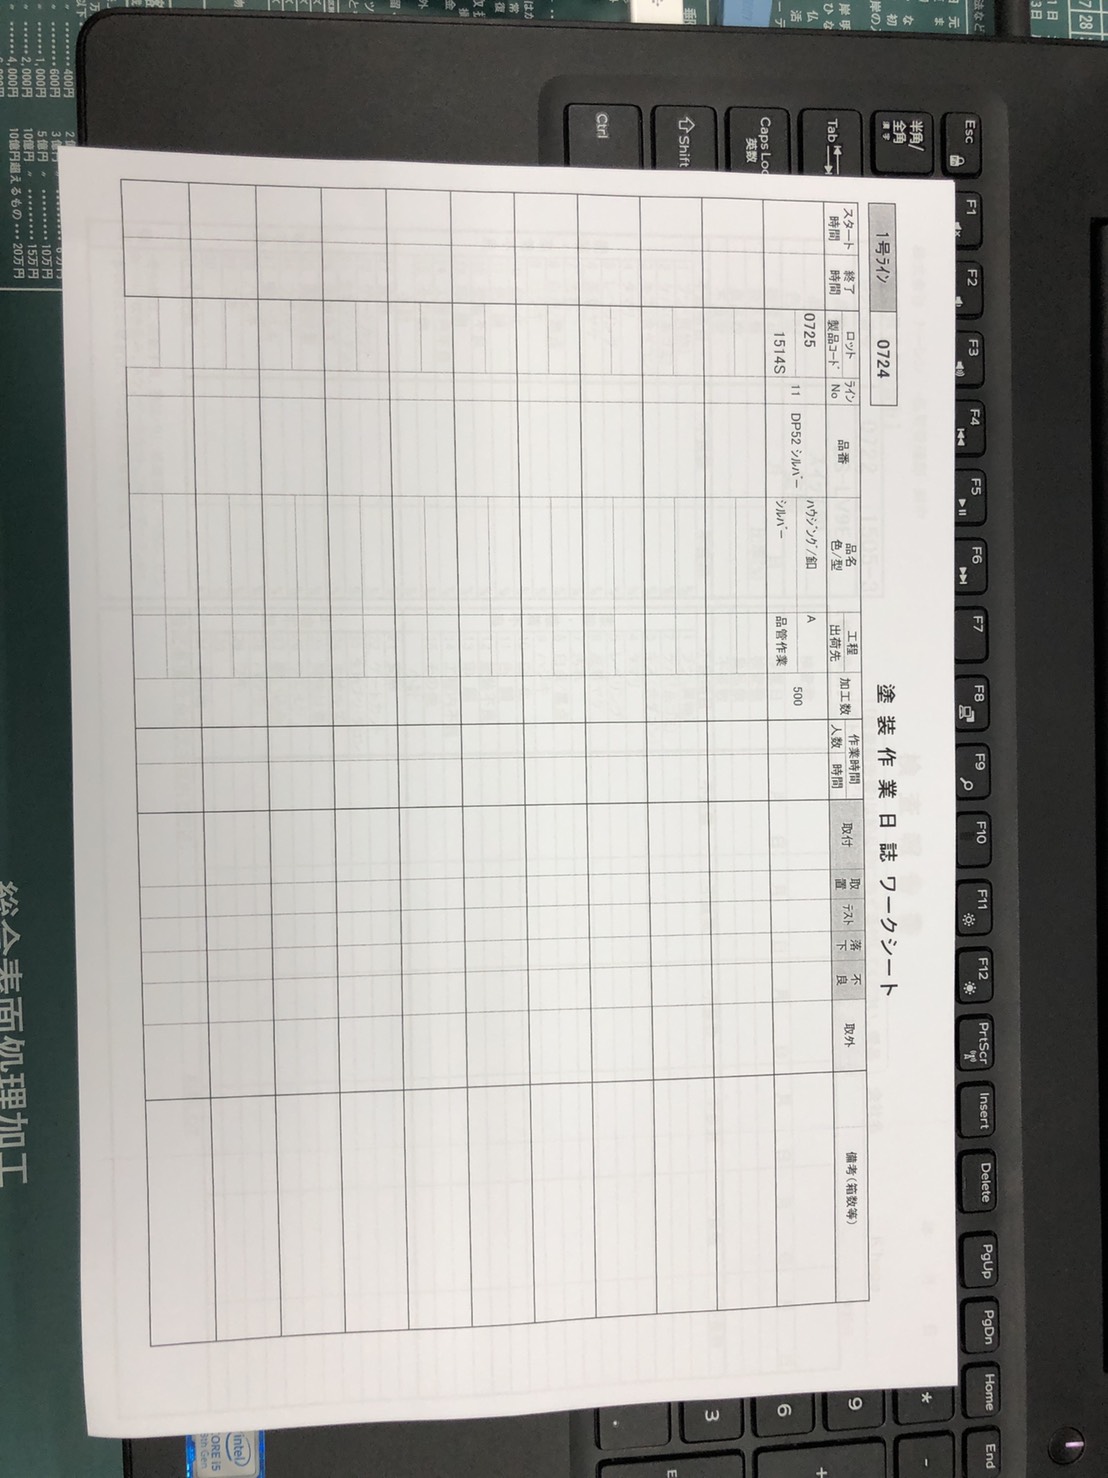 Esc F1 F2 F3 F4 F5 F6 F7 F8 F9 F10 F11 F12 PrtScr Insert Delete PgUp PgDn Home End
半角/
全角
漢字
Tab
Caps Loc
英数
Shift
Ctrl
*
-
9
+
6
3
1号ライン 0724
塗装作業日誌 ワークシート
スタート時間 終了時間 ロット 製品コード ラインNo 品番 品名 色/型 工程 出荷先 加工数 作業時間 人数 時間 取付 取置 テスト 落下 不良 取外 備考(箱数等)
0725 11 DP52 シルバー ハウジング/釦 A 500
1514S シルバー 品管作業
intel
CORE i5
8th Gen
400円
600円
1,000円
2,000円
4,000円
3億円 〃
5億円 〃 10万円
10億円 〃 15万円
10億円超えるもの 20万円
総合表面処理加工